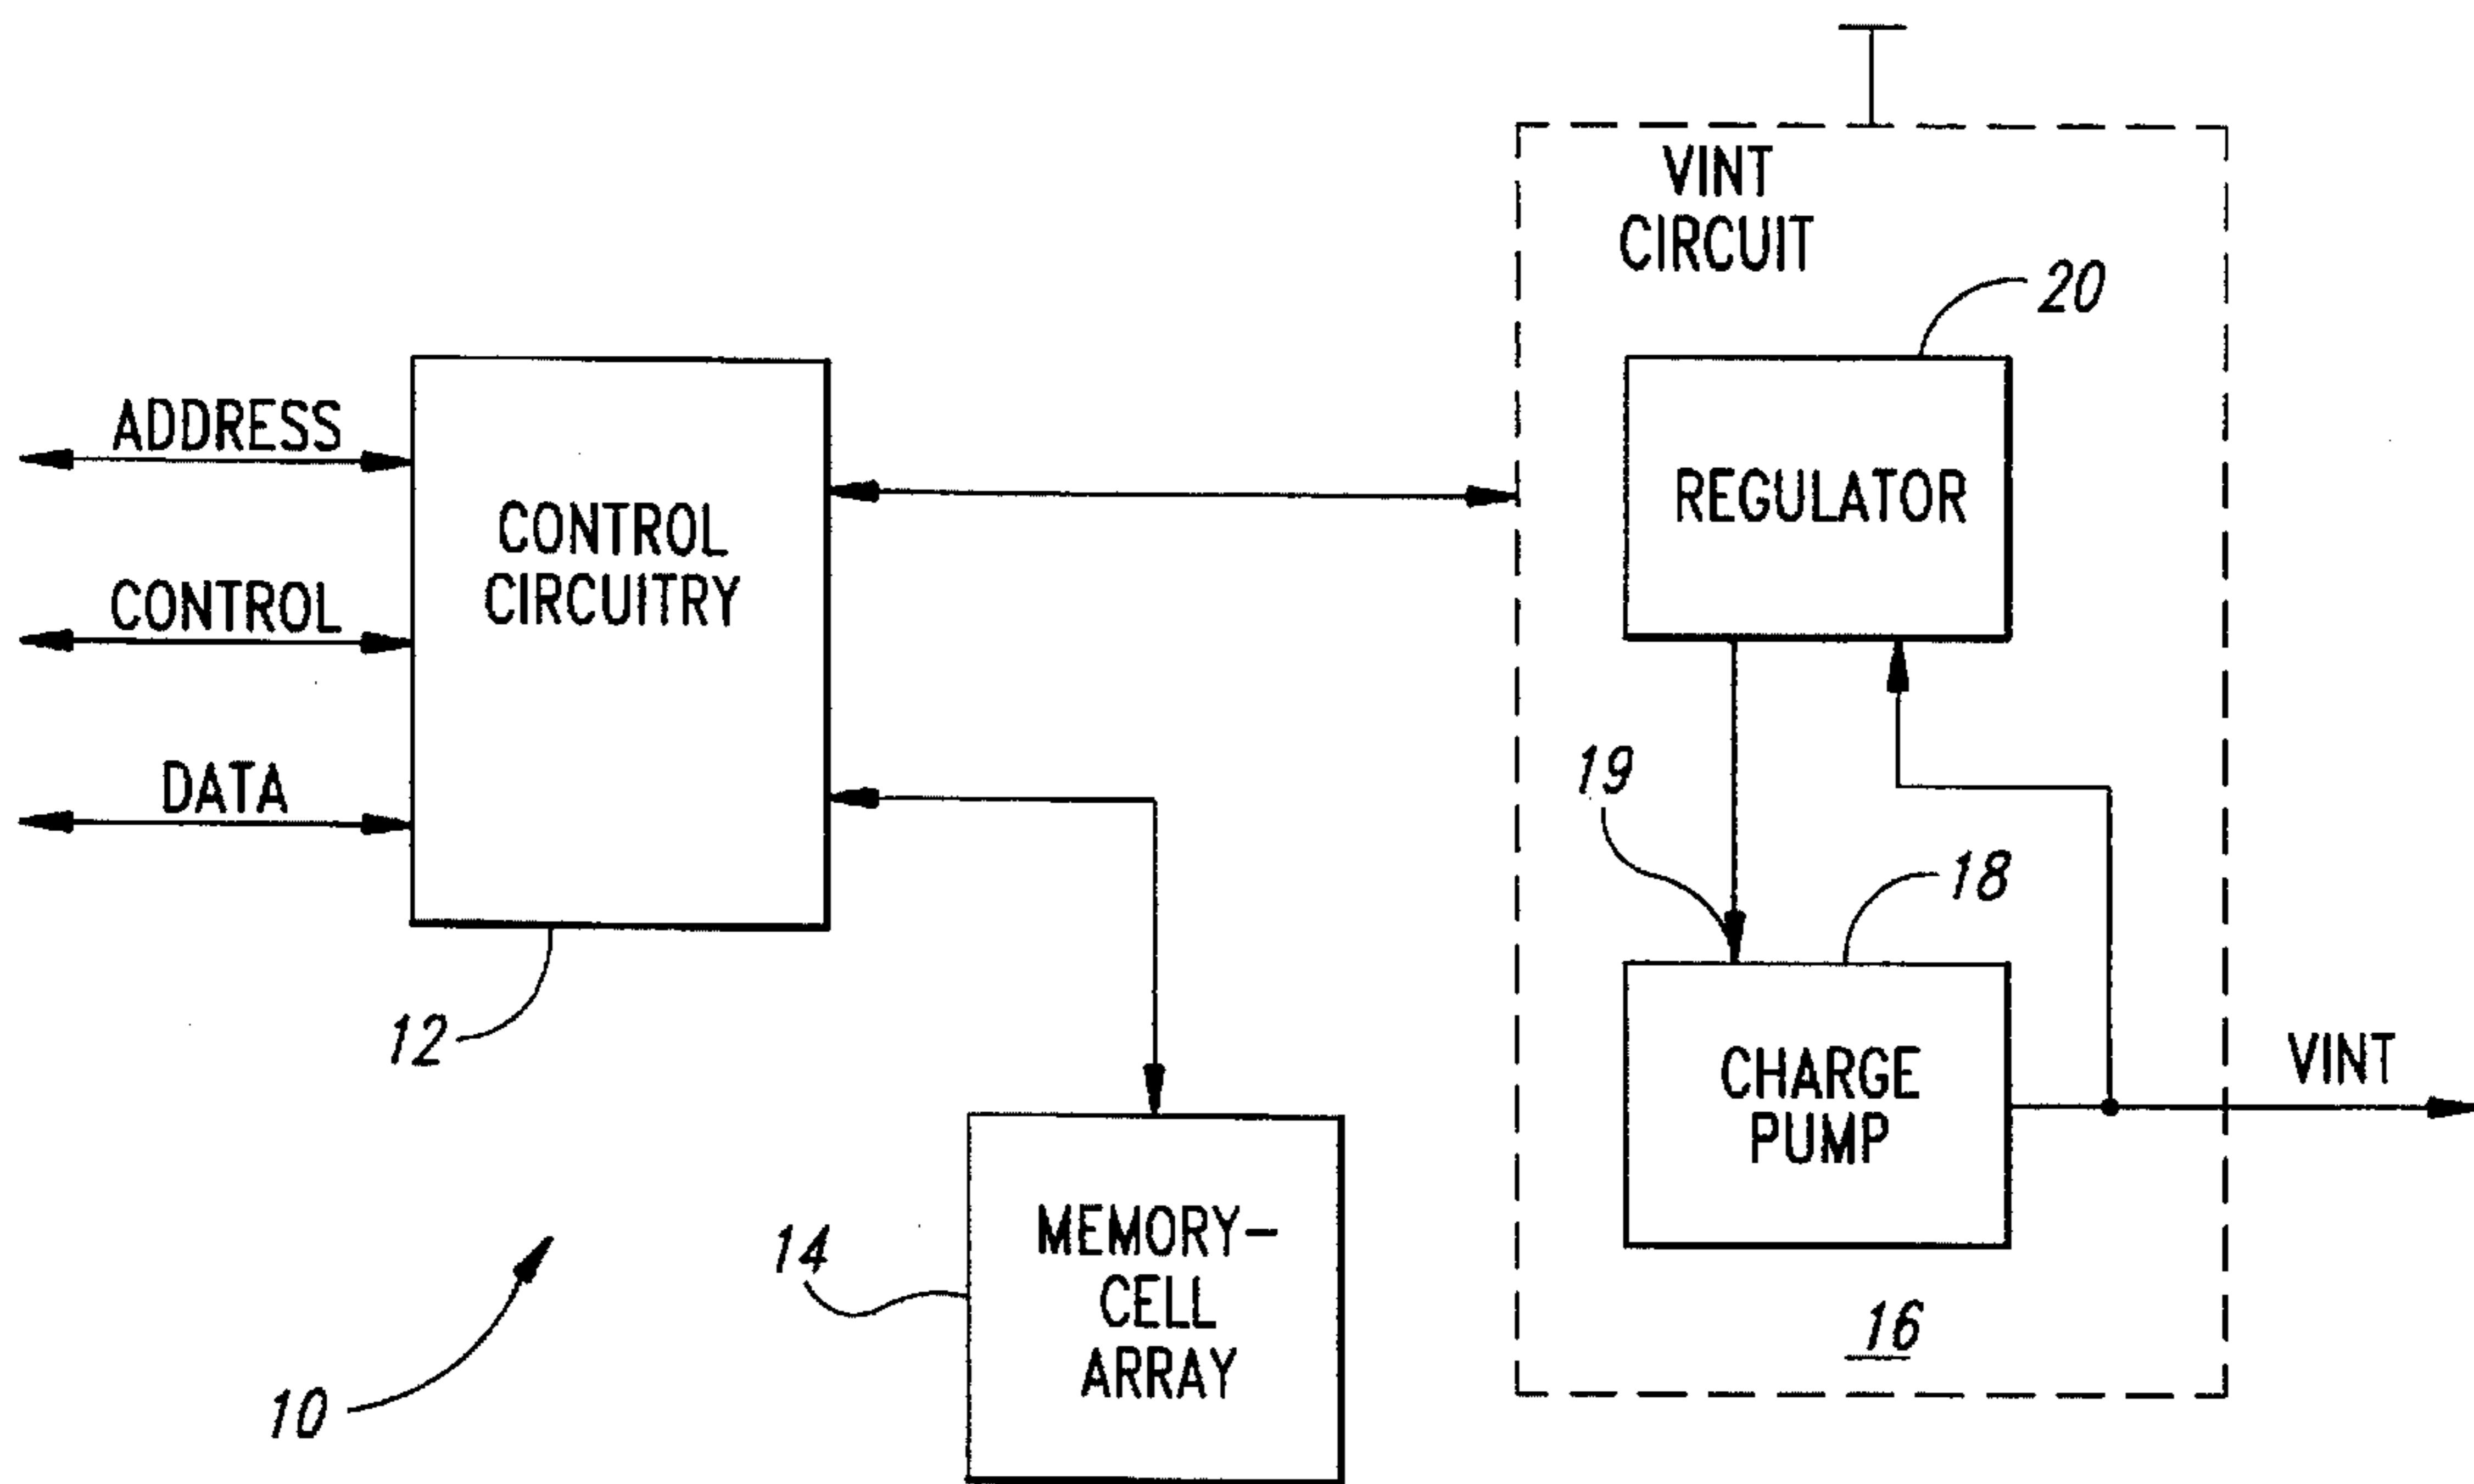 VINT
CIRCUIT
20
ADDRESS
CONTROL
DATA
CONTROL
CIRCUITRY
12
REGULATOR
19
18
CHARGE
PUMP
VINT
16
MEMORY-
CELL
ARRAY
14
10